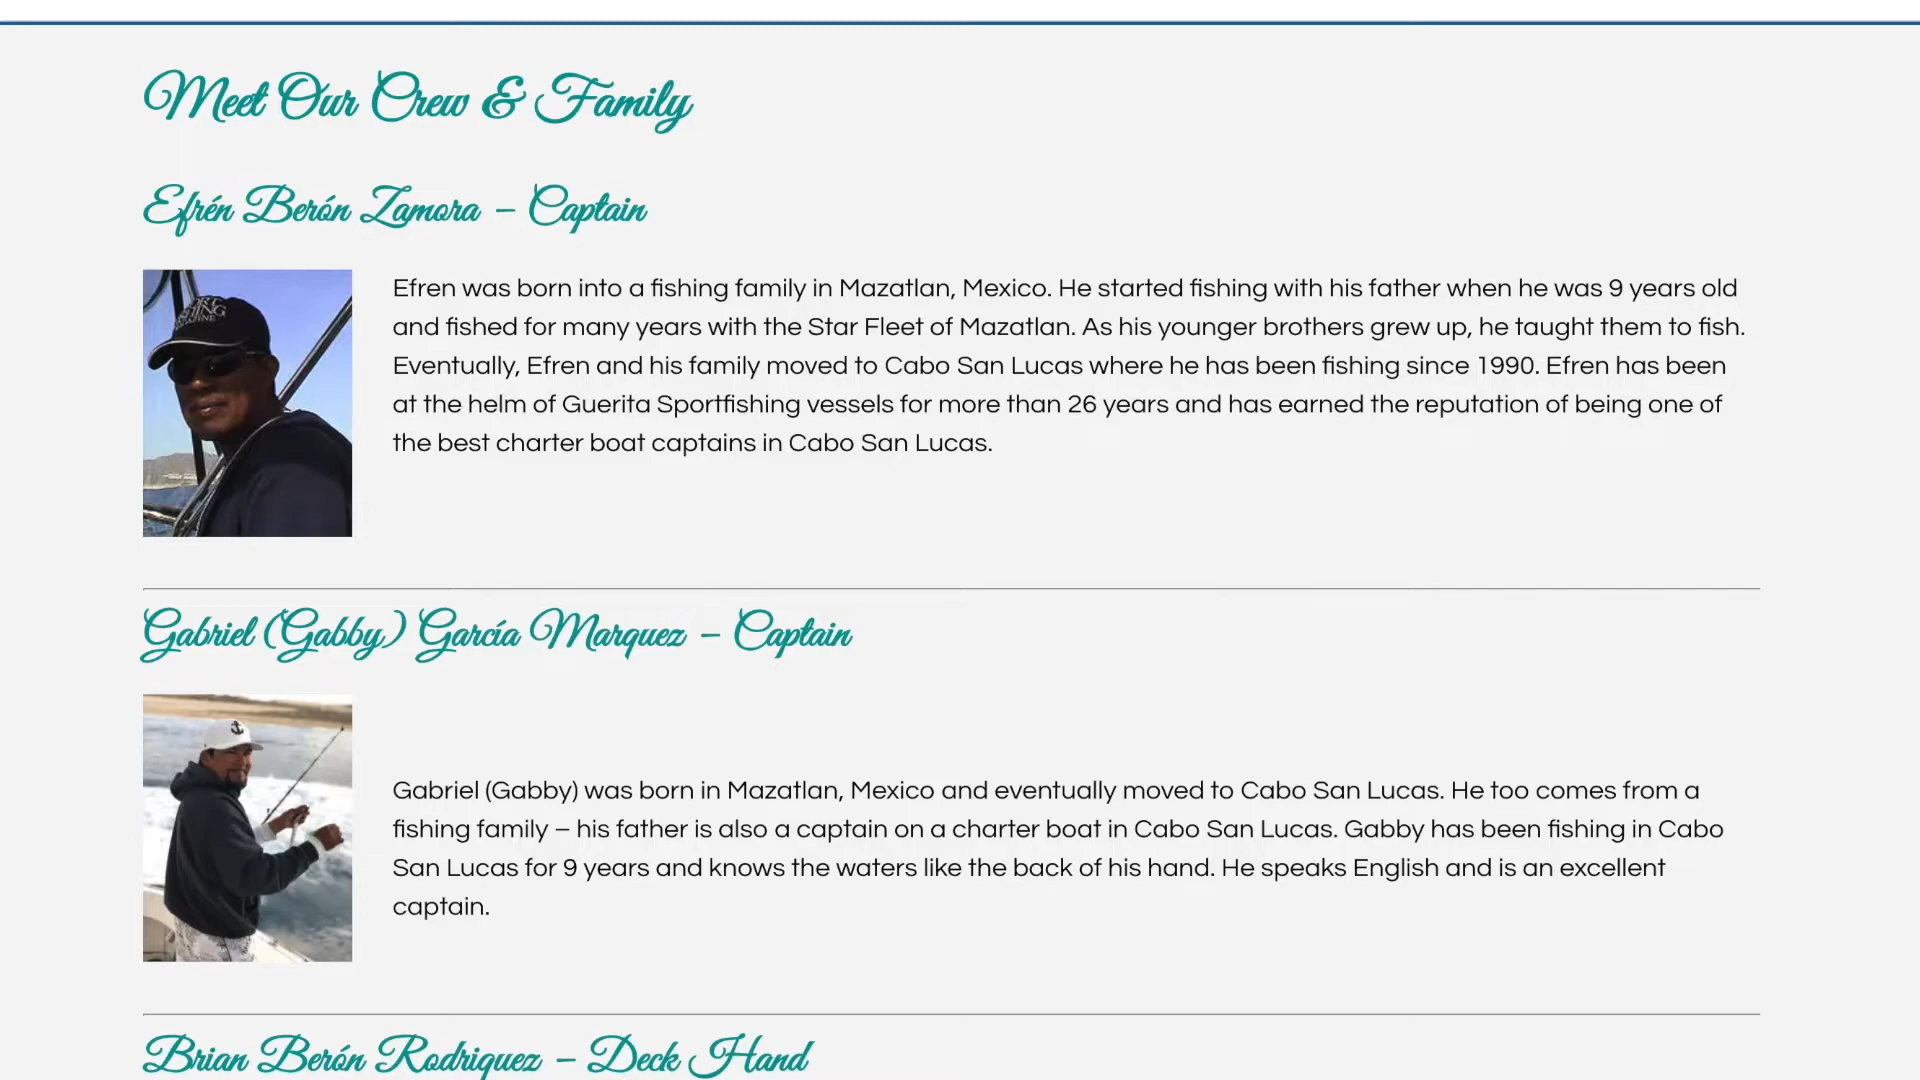 Meet Our Crew & Family
Efrén Berón Zamora – Captain
Efren was born into a fishing family in Mazatlan, Mexico. He started fishing with his father when he was 9 years old
and fished for many years with the Star Fleet of Mazatlan. As his younger brothers grew up, he taught them to fish.
Eventually, Efren and his family moved to Cabo San Lucas where he has been fishing since 1990. Efren has been
at the helm of Guerita Sportfishing vessels for more than 26 years and has earned the reputation of being one of
the best charter boat captains in Cabo San Lucas.
Gabriel (Gabby) García Marquez – Captain
Gabriel (Gabby) was born in Mazatlan, Mexico and eventually moved to Cabo San Lucas. He too comes from a
fishing family – his father is also a captain on a charter boat in Cabo San Lucas. Gabby has been fishing in Cabo
San Lucas for 9 years and knows the waters like the back of his hand. He speaks English and is an excellent
captain.
Brian Berón Rodriquez – Deck Hand